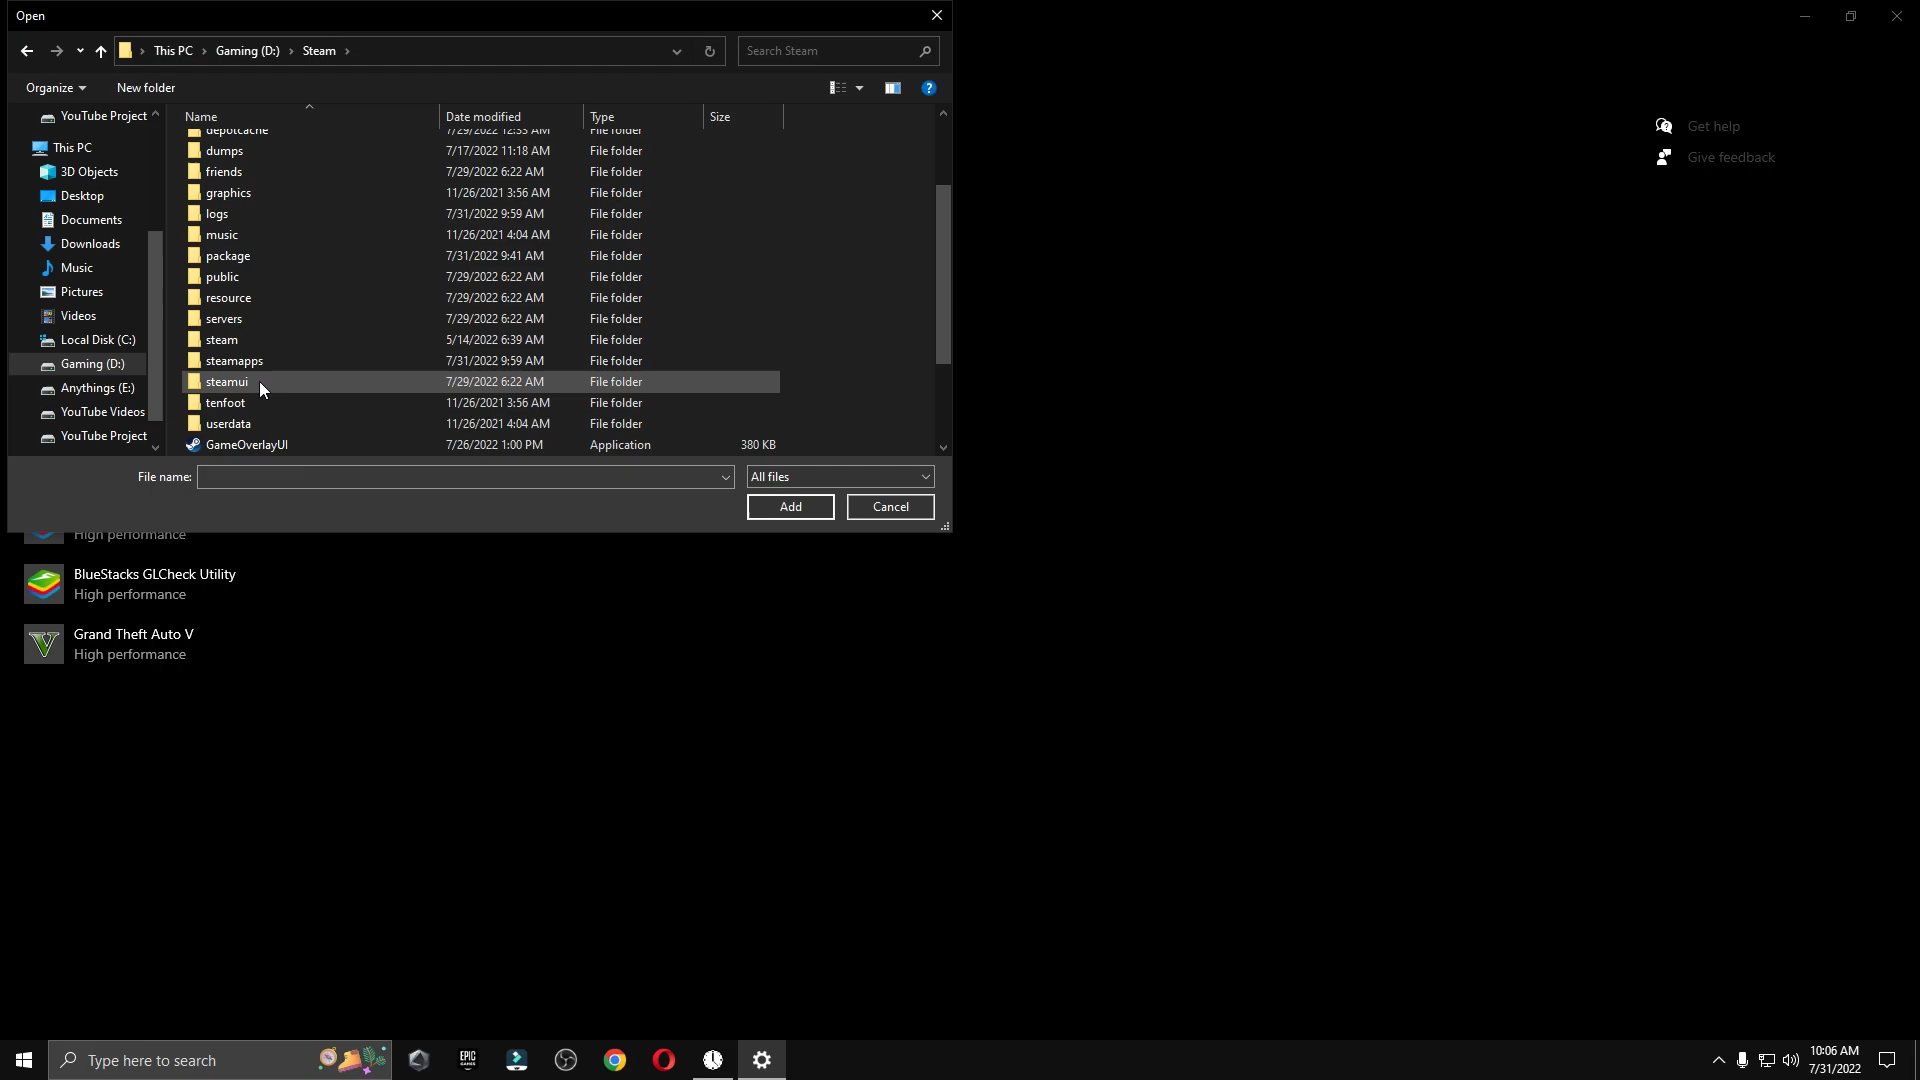 Open
This PC > Gaming (D:) > Steam >
Search Steam
Organize
New folder
Name
Date modified
Type
Size
YouTube Project
This PC
3D Objects
Desktop
Documents
Downloads
Music
Pictures
Videos
Local Disk (C:)
Gaming (D:)
Anythings (E:)
YouTube Videos
YouTube Project
depotcache 7/29/2022 12:33 AM File folder
dumps 7/17/2022 11:18 AM File folder
friends 7/29/2022 6:22 AM File folder
graphics 11/26/2021 3:56 AM File folder
logs 7/31/2022 9:59 AM File folder
music 11/26/2021 4:04 AM File folder
package 7/31/2022 9:41 AM File folder
public 7/29/2022 6:22 AM File folder
resource 7/29/2022 6:22 AM File folder
servers 7/29/2022 6:22 AM File folder
steam 5/14/2022 6:39 AM File folder
steamapps 7/31/2022 9:59 AM File folder
steamui 7/29/2022 6:22 AM File folder
tenfoot 11/26/2021 3:56 AM File folder
userdata 11/26/2021 4:04 AM File folder
GameOverlayUI 7/26/2022 1:00 PM Application 380 KB
File name:
All files
Add
Cancel
Get help
Give feedback
High performance
BlueStacks GLCheck Utility
High performance
Grand Theft Auto V
High performance
Type here to search
EPIC
GAMES
10:06 AM
7/31/2022